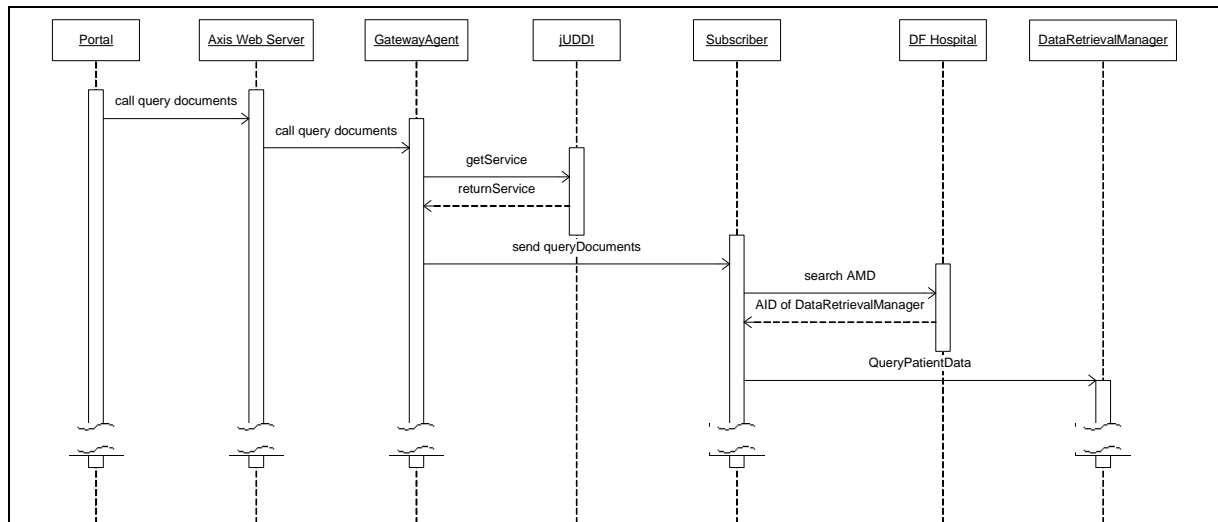 Portal
Axis Web Server
GatewayAgent
jUDDI
Subscriber
DF Hospital
DataRetrievalManager
call query documents
call query documents
getService
returnService
send queryDocuments
search AMD
AID of DataRetrievalManager
QueryPatientData